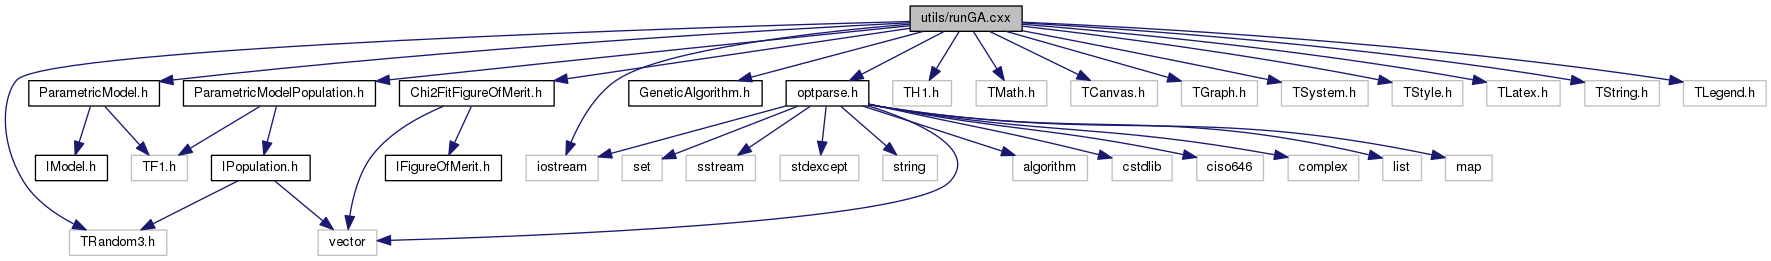 utils/runGA.cxx
ParametricModel.h
ParametricModelPopulation.h
Chi2FitFigureOfMerit.h
GeneticAlgorithm.h
optparse.h
TH1.h
TMath.h
TCanvas.h
TGraph.h
TSystem.h
TStyle.h
TLatex.h
TString.h
TLegend.h
IModel.h
TF1.h
IPopulation.h
IFigureOfMerit.h
iostream
set
sstream
stdexcept
string
algorithm
cstdlib
ciso646
complex
list
map
TRandom3.h
vector